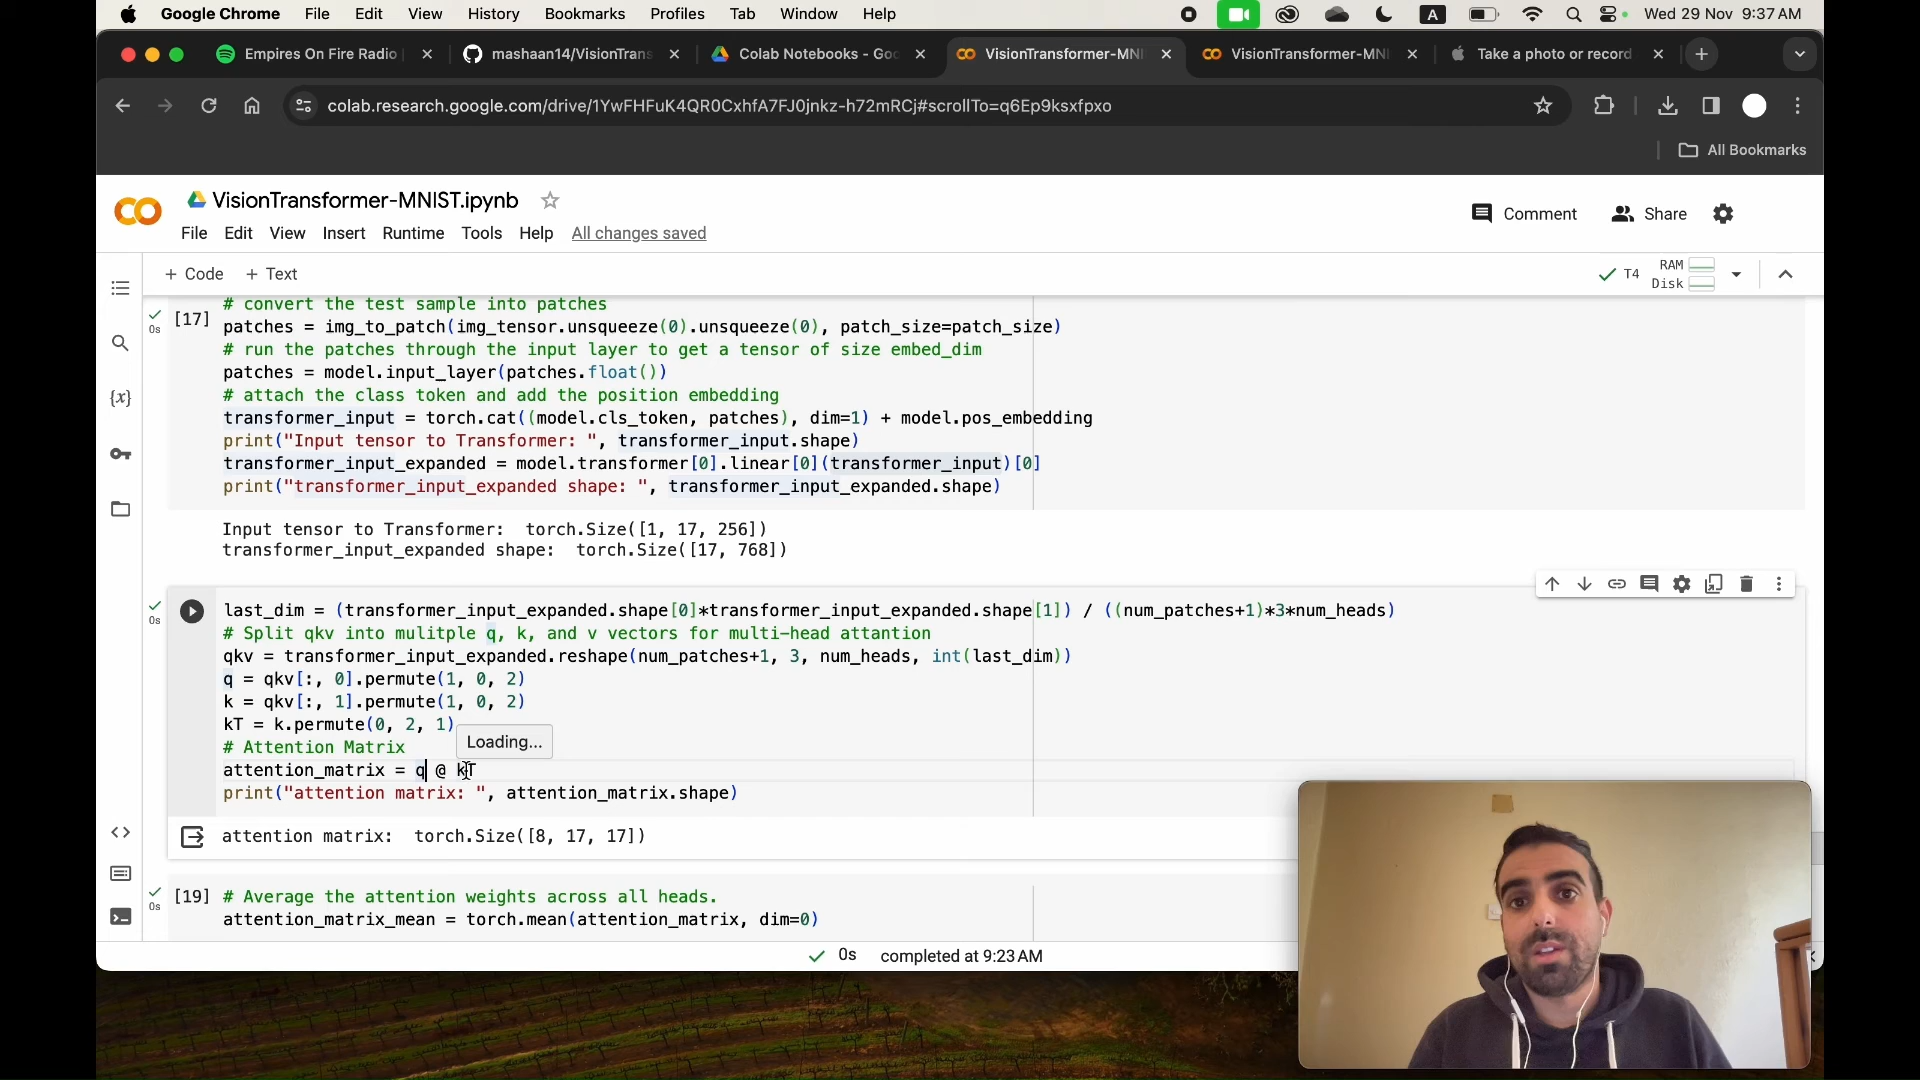 Google Chrome File Edit View History Bookmarks Profiles Tab Window Help A Wed 29 Nov 9:37 AM
Empires On Fire Radio mashaan14/VisionTrans Colab Notebooks - Goo VisionTransformer-MNI VisionTransformer-MNI Take a photo or record
colab.research.google.com/drive/1YwFHFuK4QR0CxhfA7FJ0jnkz-h72mRCj#scrollTo=q6Ep9ksxfpxo
All Bookmarks
VisionTransformer-MNIST.ipynb
Comment Share
File Edit View Insert Runtime Tools Help All changes saved
+ Code + Text
T4 RAM Disk
# convert the test sample into patches
[17] patches = img_to_patch(img_tensor.unsqueeze(0).unsqueeze(0), patch_size=patch_size)
0s
# run the patches through the input layer to get a tensor of size embed_dim
patches = model.input_layer(patches.float())
# attach the class token and add the position embedding
{x}
transformer_input = torch.cat((model.cls_token, patches), dim=1) + model.pos_embedding
print("Input tensor to Transformer: ", transformer_input.shape)
transformer_input_expanded = model.transformer[0].linear[0](transformer_input)[0]
print("transformer_input_expanded shape: ", transformer_input_expanded.shape)
Input tensor to Transformer:  torch.Size([1, 17, 256])
transformer_input_expanded shape:  torch.Size([17, 768])
last_dim = (transformer_input_expanded.shape[0]*transformer_input_expanded.shape[1]) / ((num_patches+1)*3*num_heads)
0s
# Split qkv into mulitple q, k, and v vectors for multi-head attantion
qkv = transformer_input_expanded.reshape(num_patches+1, 3, num_heads, int(last_dim))
q = qkv[:, 0].permute(1, 0, 2)
k = qkv[:, 1].permute(1, 0, 2)
kT = k.permute(0, 2, 1)
Loading...
# Attention Matrix
attention_matrix = q @ kT
print("attention matrix: ", attention_matrix.shape)
attention matrix:  torch.Size([8, 17, 17])
[19] # Average the attention weights across all heads.
0s
attention_matrix_mean = torch.mean(attention_matrix, dim=0)
0s completed at 9:23 AM